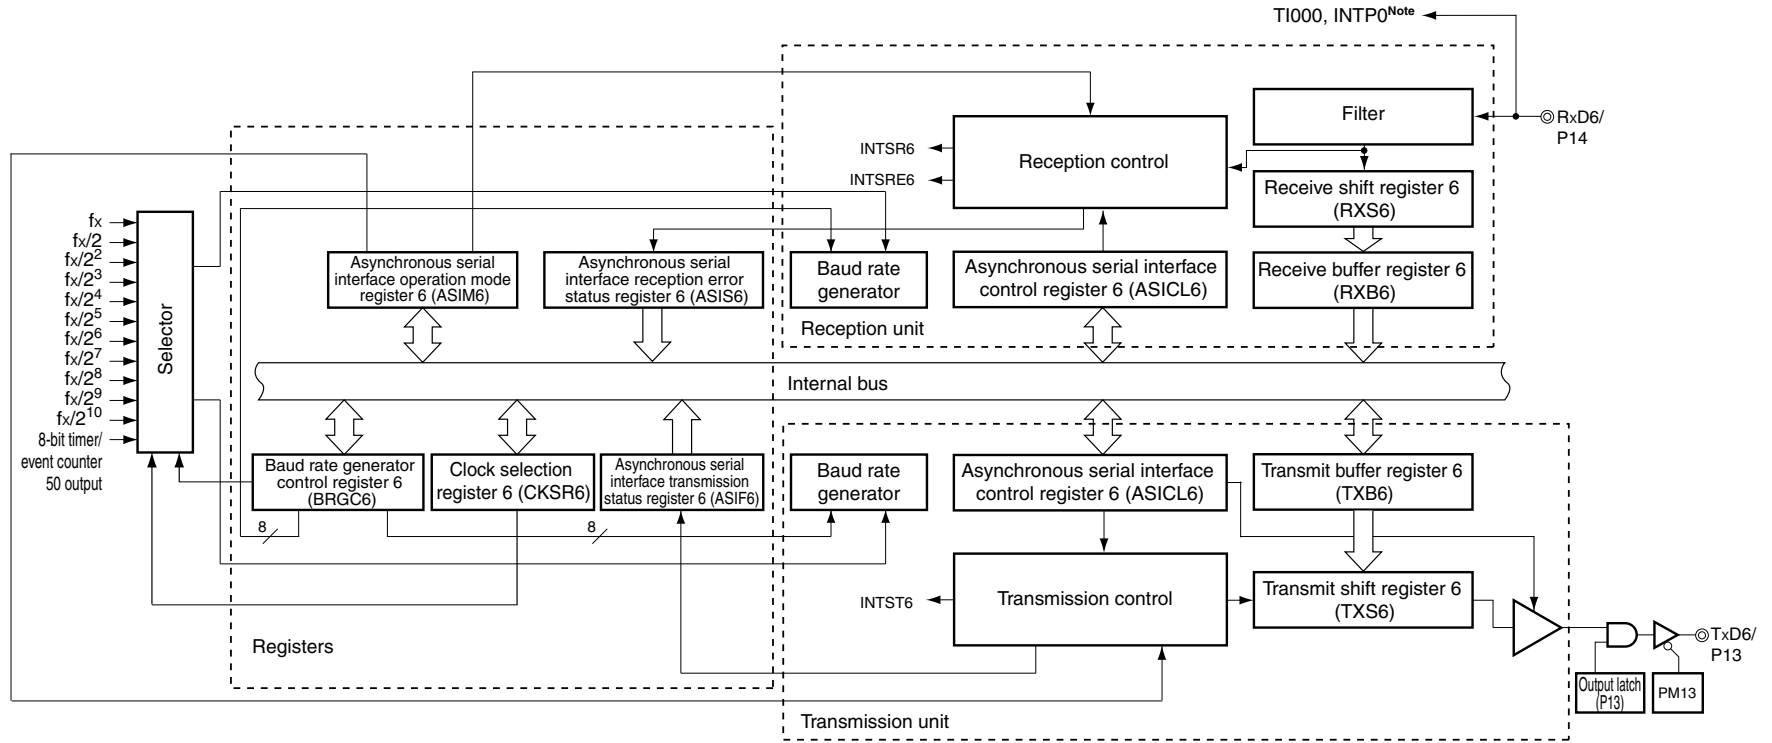 TI000, INTP0Note
Filter
RxD6/
P14
Reception control
INTSR6
INTSRE6
Receive shift register 6
(RXS6)
fx
fx/2
fx/2²
fx/2³
fx/2⁴
fx/2⁵
fx/2⁶
fx/2⁷
fx/2⁸
fx/2⁹
fx/2¹⁰
8-bit timer/
event counter
50 output
Selector
Asynchronous serial
interface operation mode
register 6 (ASIM6)
Asynchronous serial
interface reception error
status register 6 (ASIS6)
Baud rate
generator
Asynchronous serial interface
control register 6 (ASICL6)
Receive buffer register 6
(RXB6)
Reception unit
Internal bus
Baud rate generator
control register 6
(BRGC6)
Clock selection
register 6 (CKSR6)
Asynchronous serial
interface transmission
status register 6 (ASIF6)
Baud rate
generator
Asynchronous serial interface
control register 6 (ASICL6)
Transmit buffer register 6
(TXB6)
8
8
INTST6
Transmission control
Transmit shift register 6
(TXS6)
Registers
TxD6/
P13
Output latch
(P13)
PM13
Transmission unit